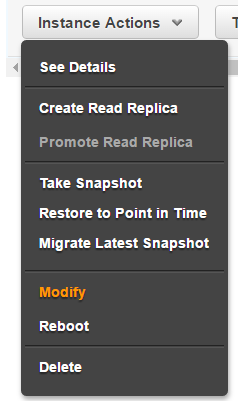 Instance Actions
See Details
Create Read Replica
Promote Read Replica
Take Snapshot
Restore to Point in Time
Migrate Latest Snapshot
Modify
Reboot
Delete